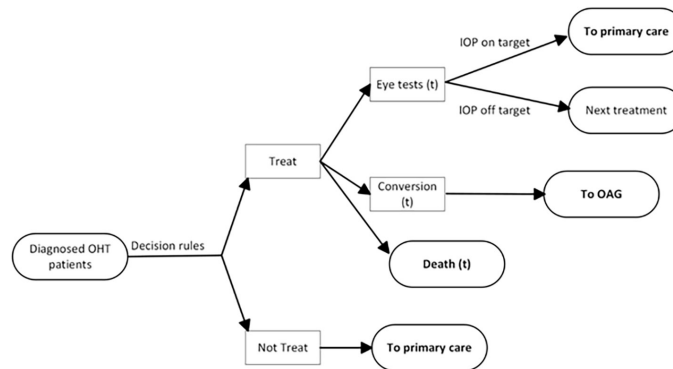 To primary care
IOP on target
Eye tests (t)
IOP off target
Next treatment
Treat
Conversion
(t)
To OAG
Diagnosed OHT
patients
Decision rules
Death (t)
Not Treat
To primary care